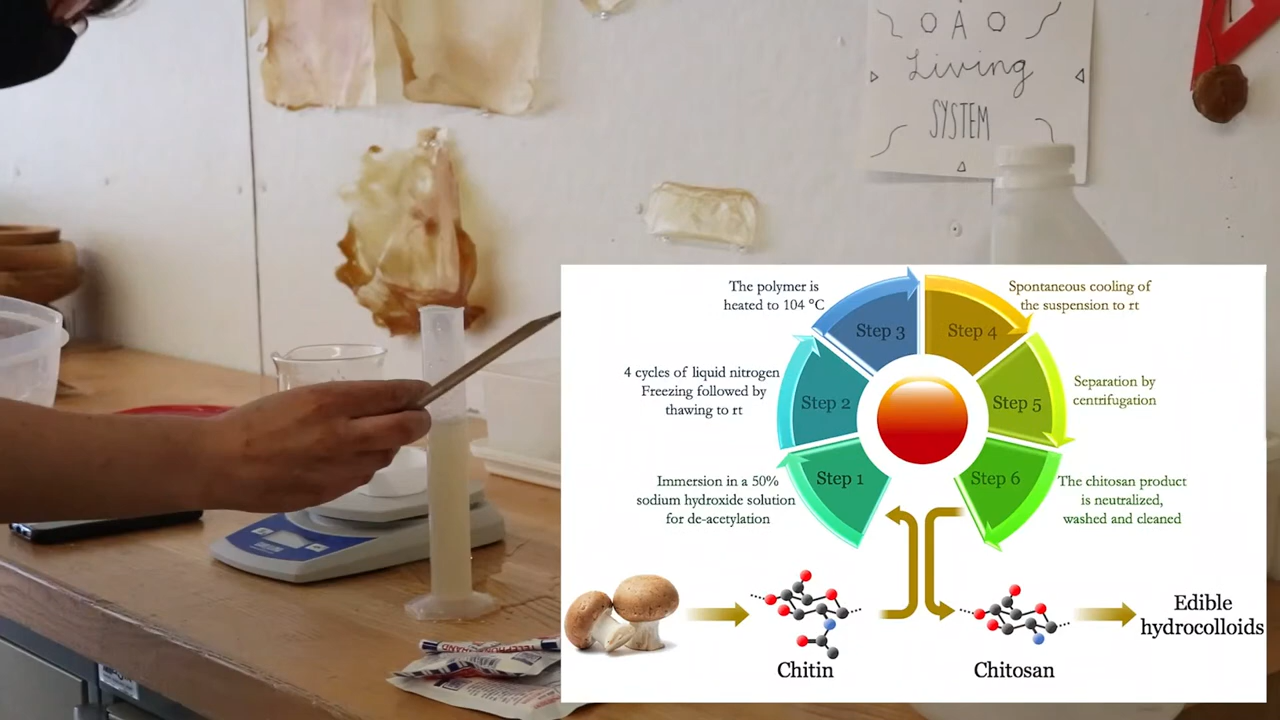 O A O
Living
SYSTEM
The polymer is
heated to 104 °C
Step 3
Step 4
Spontaneous cooling of
the suspension to rt
4 cycles of liquid nitrogen
Freezing followed by
thawing to rt
Step 2
Step 5
Separation by
centrifugation
Immersion in a 50%
sodium hydroxide solution
for de-acetylation
Step 1
Step 6
The chitosan product
is neutralized,
washed and cleaned
Chitin
Chitosan
Edible
hydrocolloids